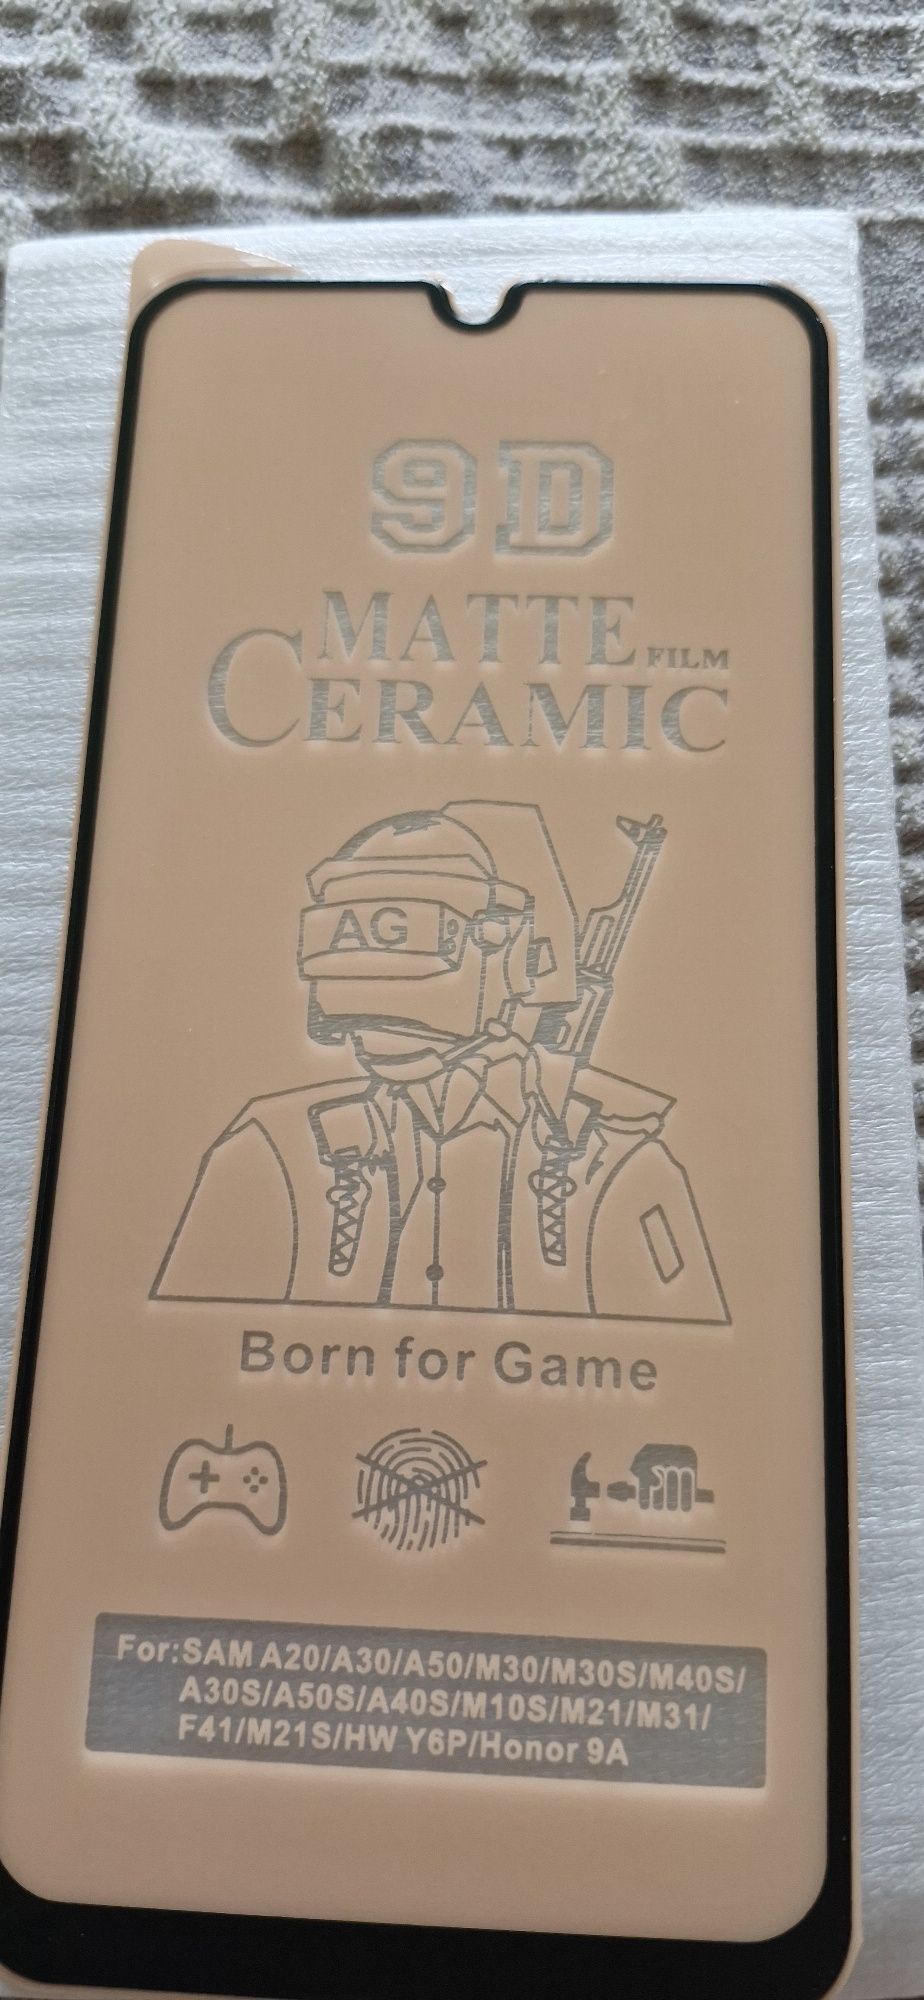 9D
MATTE FILM
CERAMIC
AG
Born for Game
For:SAM A20/A30/A50/M30/M30S/M40S/
A30S/A50S/A40S/M10S/M21/M31/
F41/M21S/HW Y6P/Honor 9A